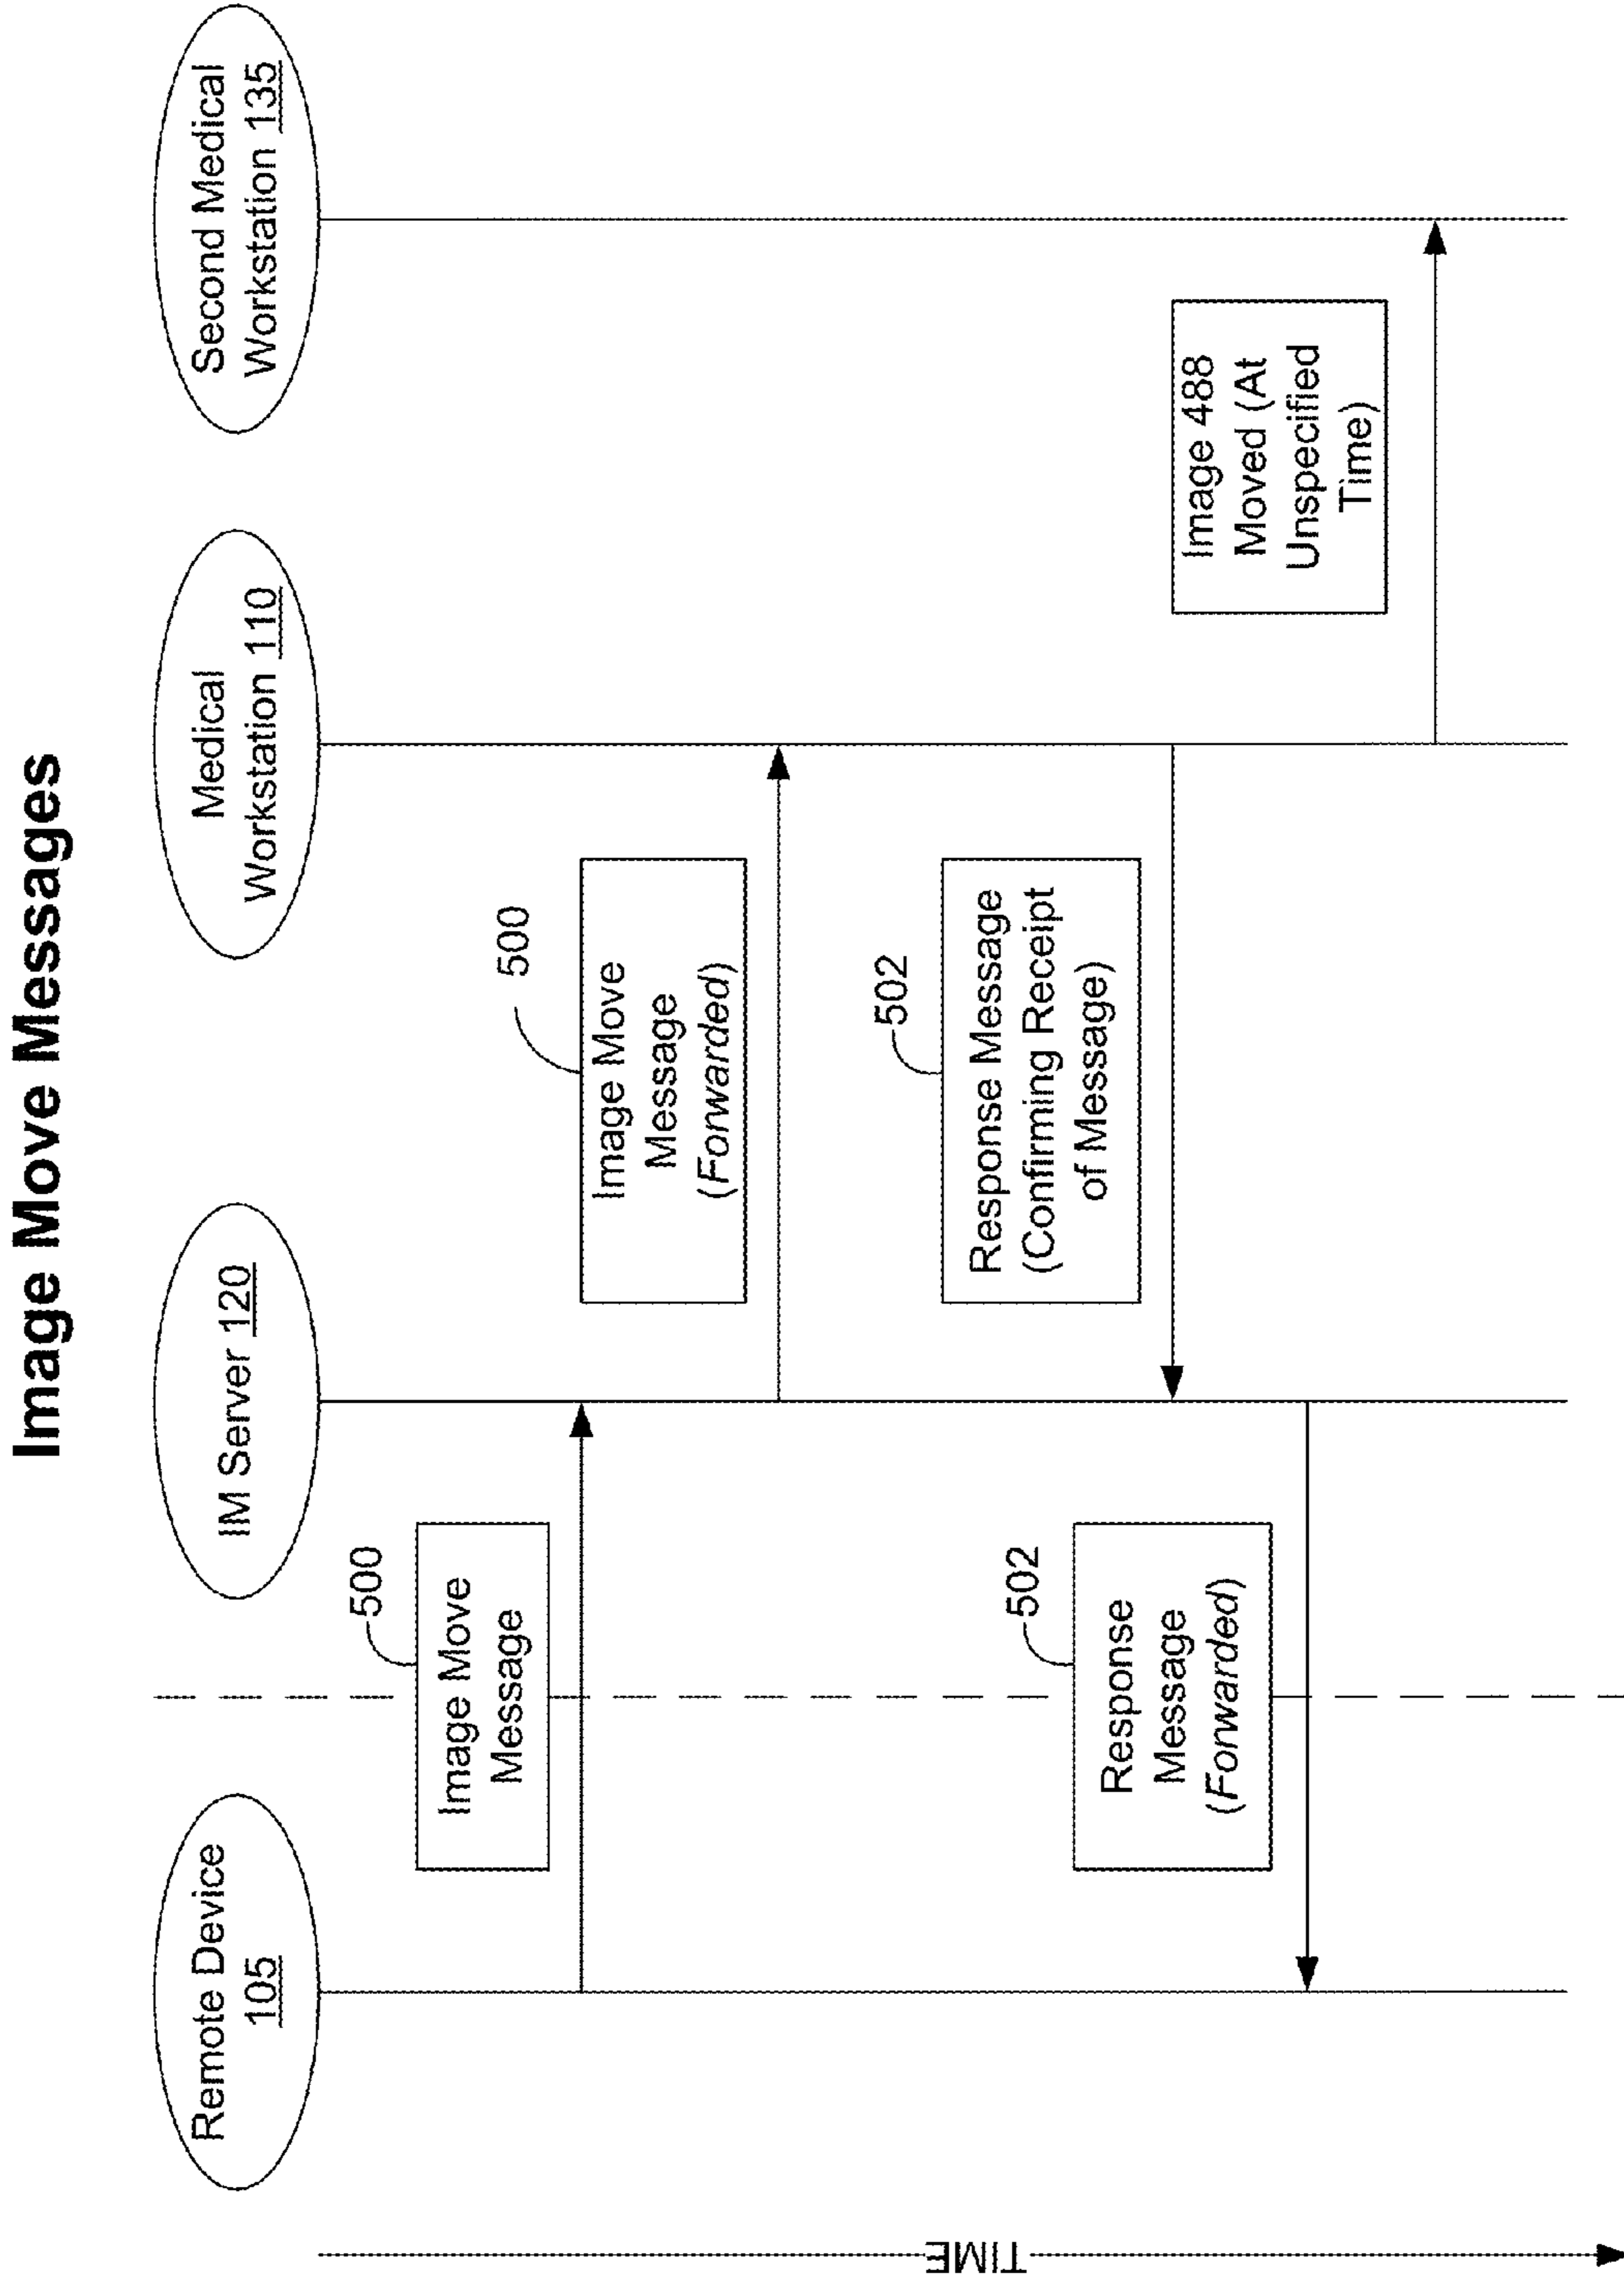 Image Move Messages
Remote Device
105
IM Server 120
Medical
Workstation 110
Second Medical
Workstation 135
500
Image Move
Message
500
Image Move
Message
(Forwarded)
502
Response Message
(Confirming Receipt
of Message)
502
Response
Message
(Forwarded)
Image 488
Moved (At
Unspecified
Time)
TIME